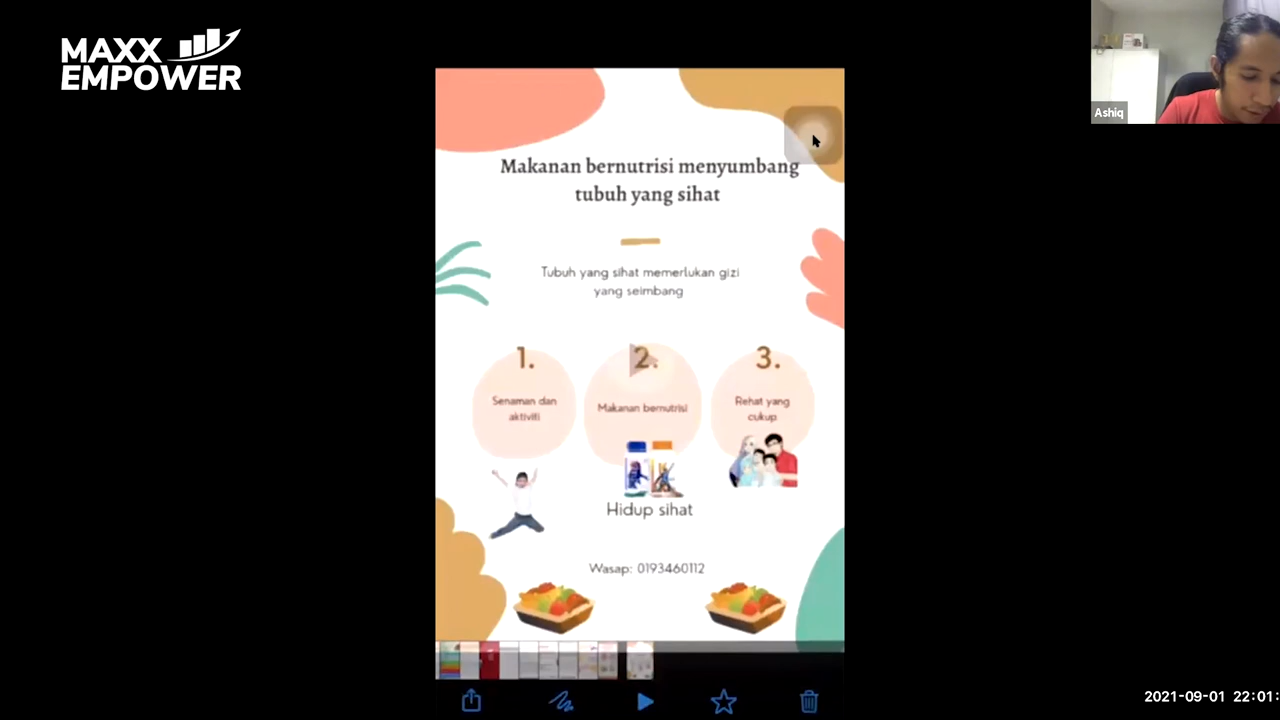 MAXX
EMPOWER
Ashiq
Makanan bernutrisi menyumbang
tubuh yang sihat
Tubuh yang sihat memerlukan gizi
yang seimbang
1.
Senaman dan
aktiviti
2.
Makanan bernutrisi
3.
Rehat yang
cukup
Hidup sihat
Wasap: 0193460112
2021-09-01 22:01: